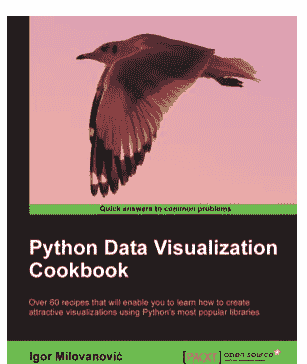 Quick answers to common problems
Python Data Visualization
Cookbook
Over 60 recipes that will enable you to learn how to create
attractive visualizations using Python's most popular libraries
Igor Milovanović
[PACKT] open source*